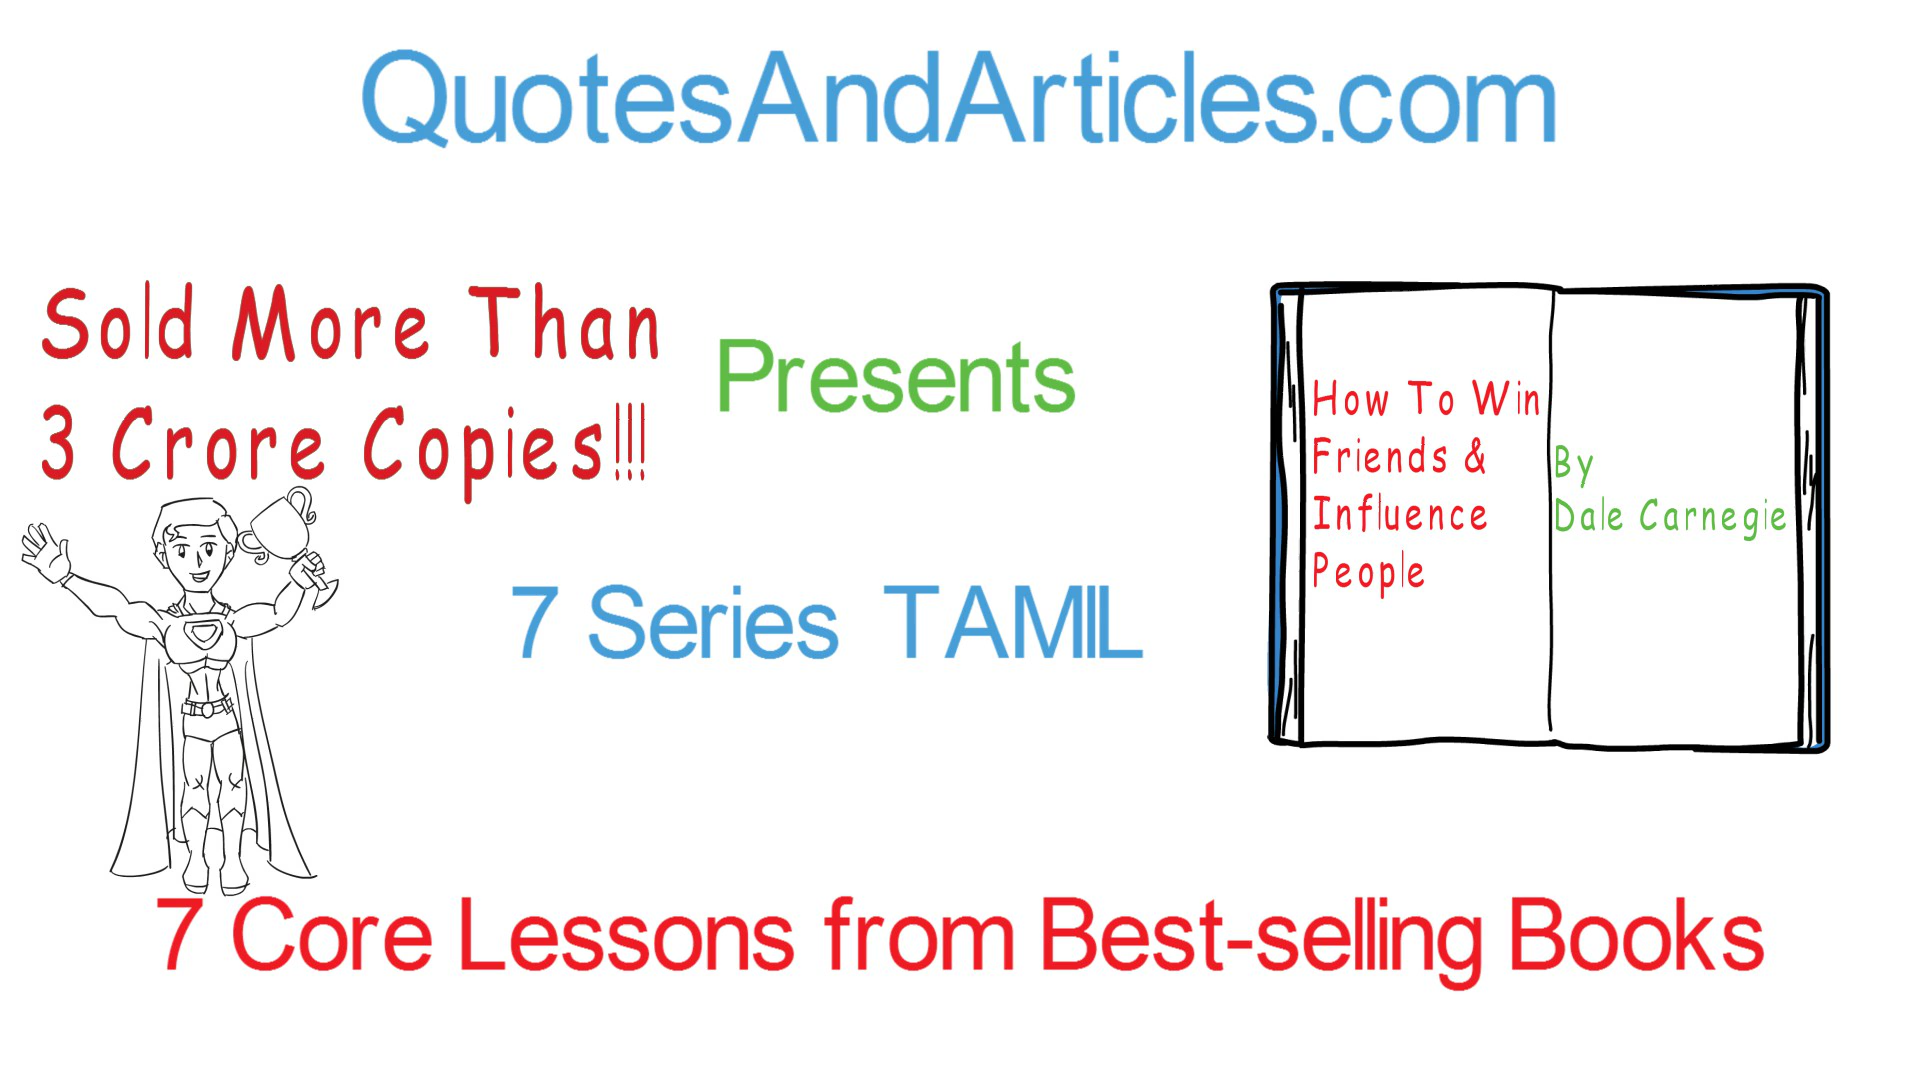 QuotesAndArticles.com
Sold More Than
3 Crore Copies!!!
Presents
How To Win
Friends &
Influence
People
By
Dale Carnegie
7 Series TAMIL
7 Core Lessons from Best-selling Books